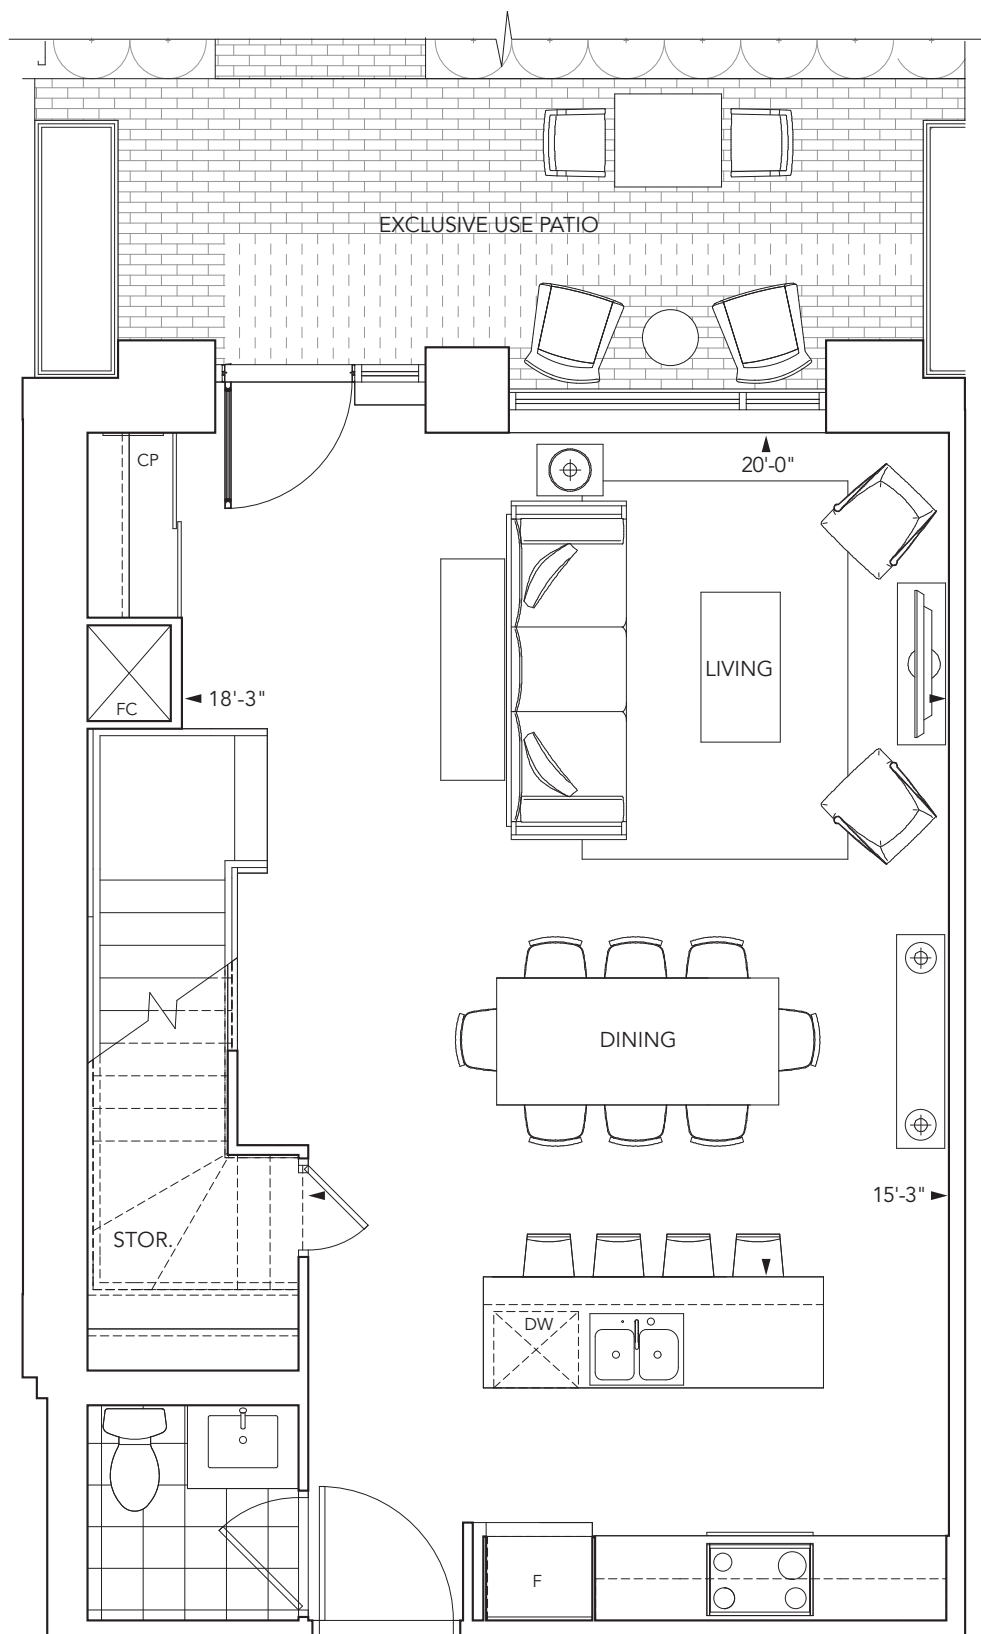 EXCLUSIVE USE PATIO
CP
20'-0"
LIVING
18'-3"
FC
DINING
15'-3"
STOR.
DW
F